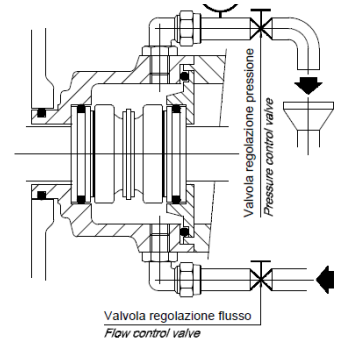 Valvola regolazione pressione
Pressure control valve
Valvola regolazione flusso
Flow control valve